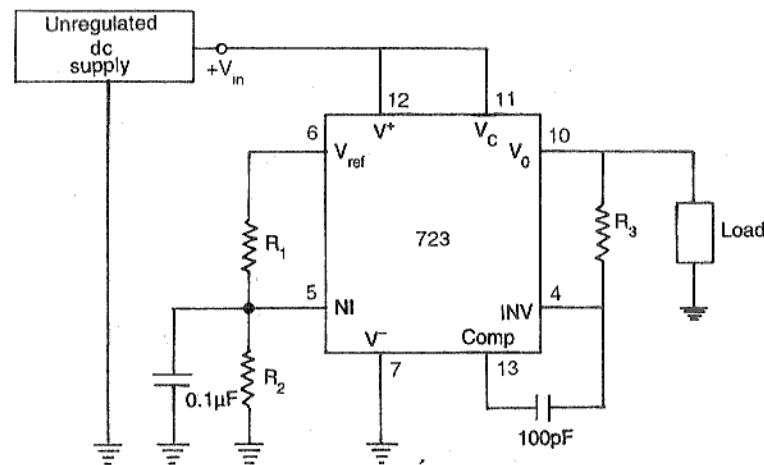 Unregulated
dc
supply
+Vin
12
11
6
V+
VC
10
Vref
V0
R1
723
R3
Load
5
NI
INV
4
V−
Comp
R2
7
13
0.1μF
100pF